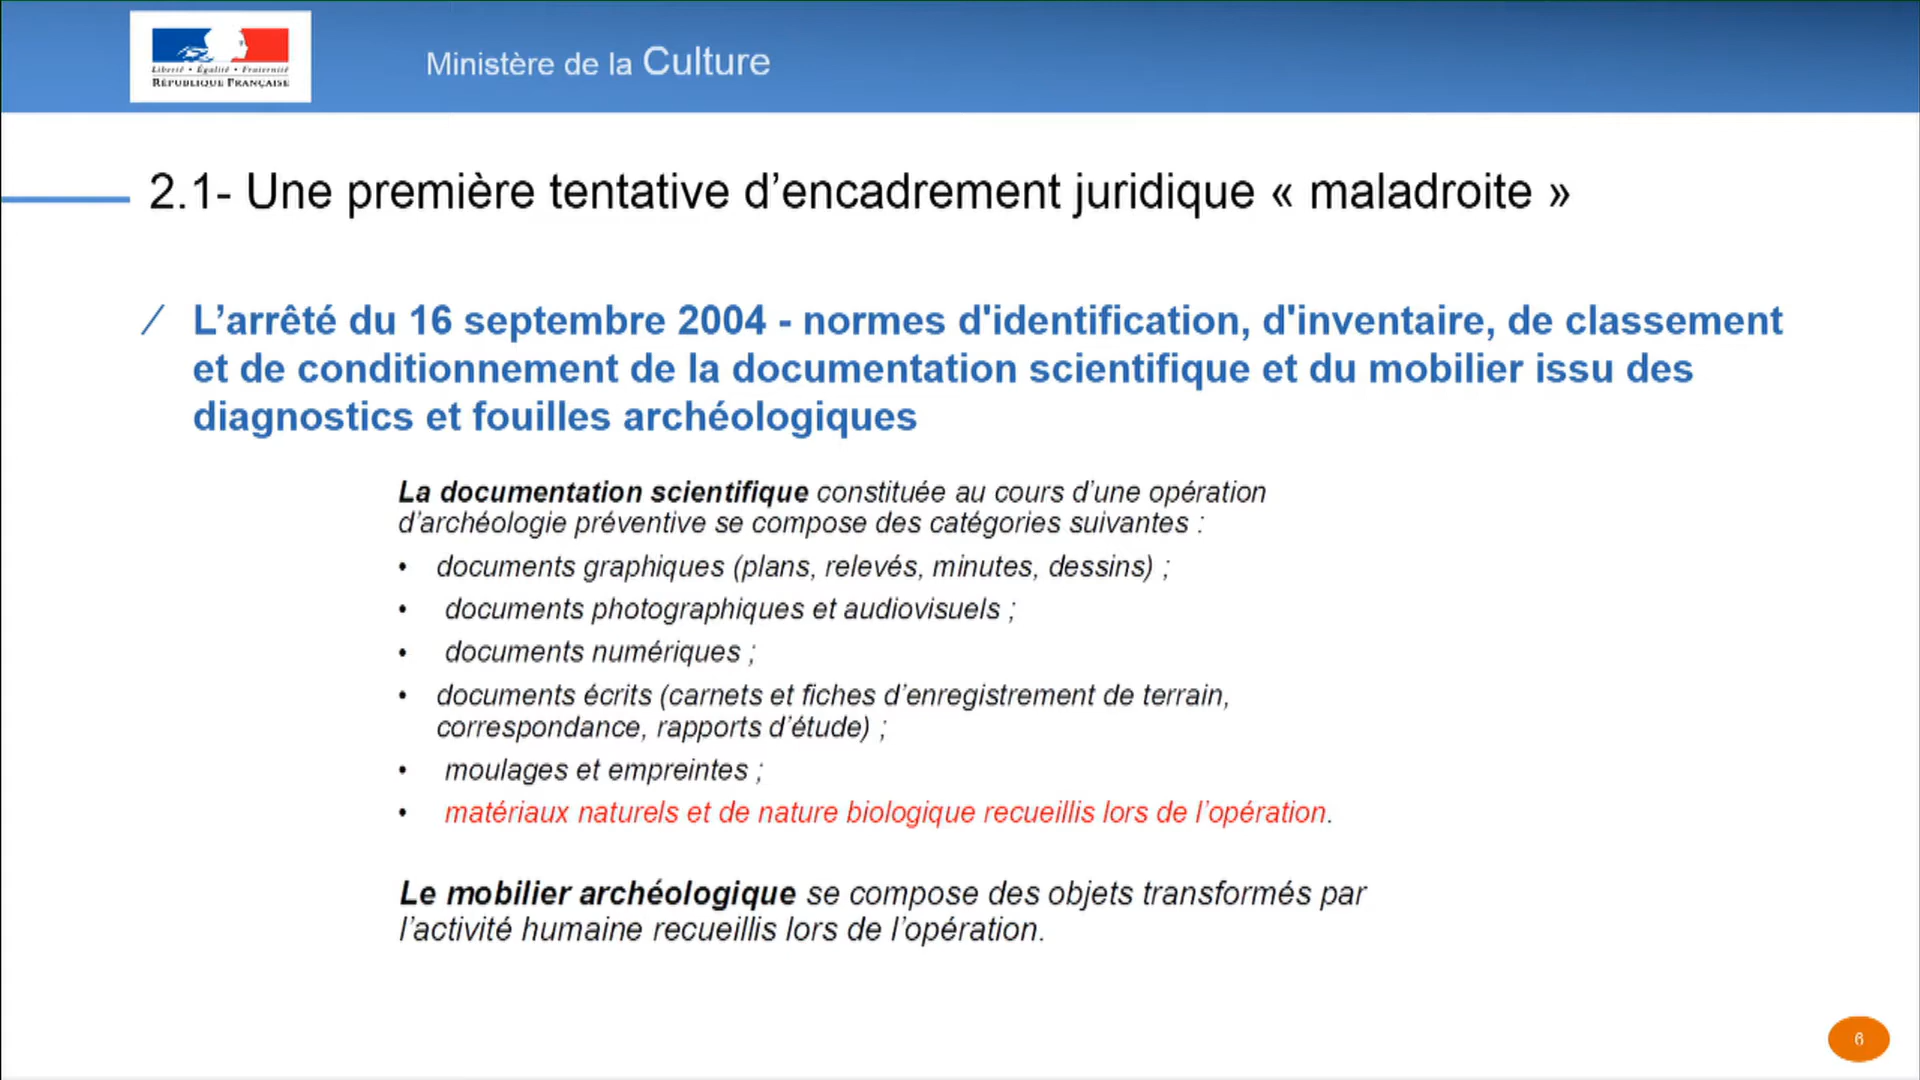 Liberté • Égalité • Fraternité
RÉPUBLIQUE FRANÇAISE
Ministère de la Culture
2.1- Une première tentative d’encadrement juridique « maladroite »
/ L’arrêté du 16 septembre 2004 - normes d'identification, d'inventaire, de classement
et de conditionnement de la documentation scientifique et du mobilier issu des
diagnostics et fouilles archéologiques
La documentation scientifique constituée au cours d’une opération
d’archéologie préventive se compose des catégories suivantes :
• documents graphiques (plans, relevés, minutes, dessins) ;
• documents photographiques et audiovisuels ;
• documents numériques ;
• documents écrits (carnets et fiches d’enregistrement de terrain,
correspondance, rapports d’étude) ;
• moulages et empreintes ;
• matériaux naturels et de nature biologique recueillis lors de l’opération.
Le mobilier archéologique se compose des objets transformés par
l’activité humaine recueillis lors de l’opération.
6